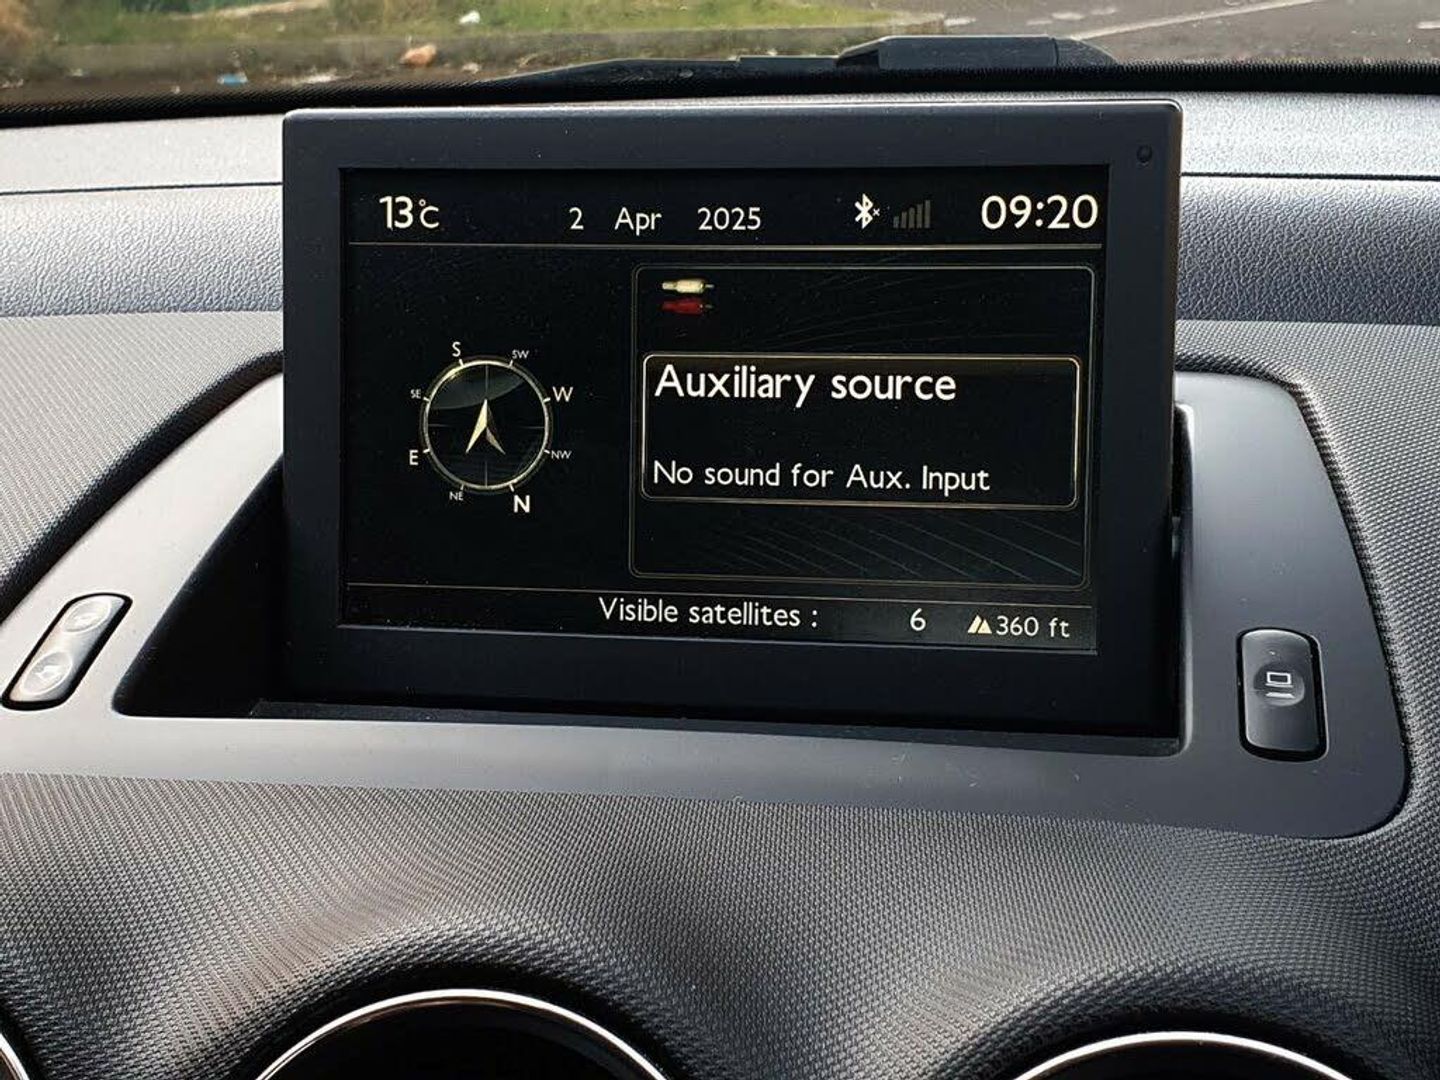 13°C 2 Apr 2025 09:20
S
SW
SE
W
E
NW
NE
N
Auxiliary source
No sound for Aux. Input
Visible satellites : 6 360 ft